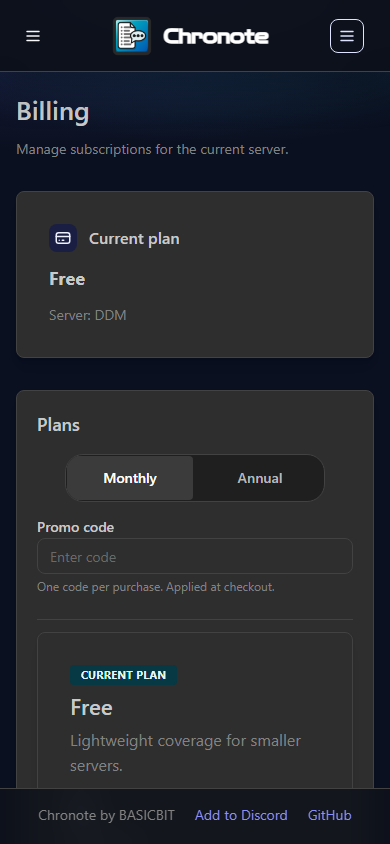 Chronote
Billing
Manage subscriptions for the current server.
Current plan
Free
Server: DDM
Plans
Monthly
Annual
Promo code
Enter code
One code per purchase. Applied at checkout.
CURRENT PLAN
Free
Lightweight coverage for smaller
servers.
Chronote by BASICBIT
Add to Discord
GitHub